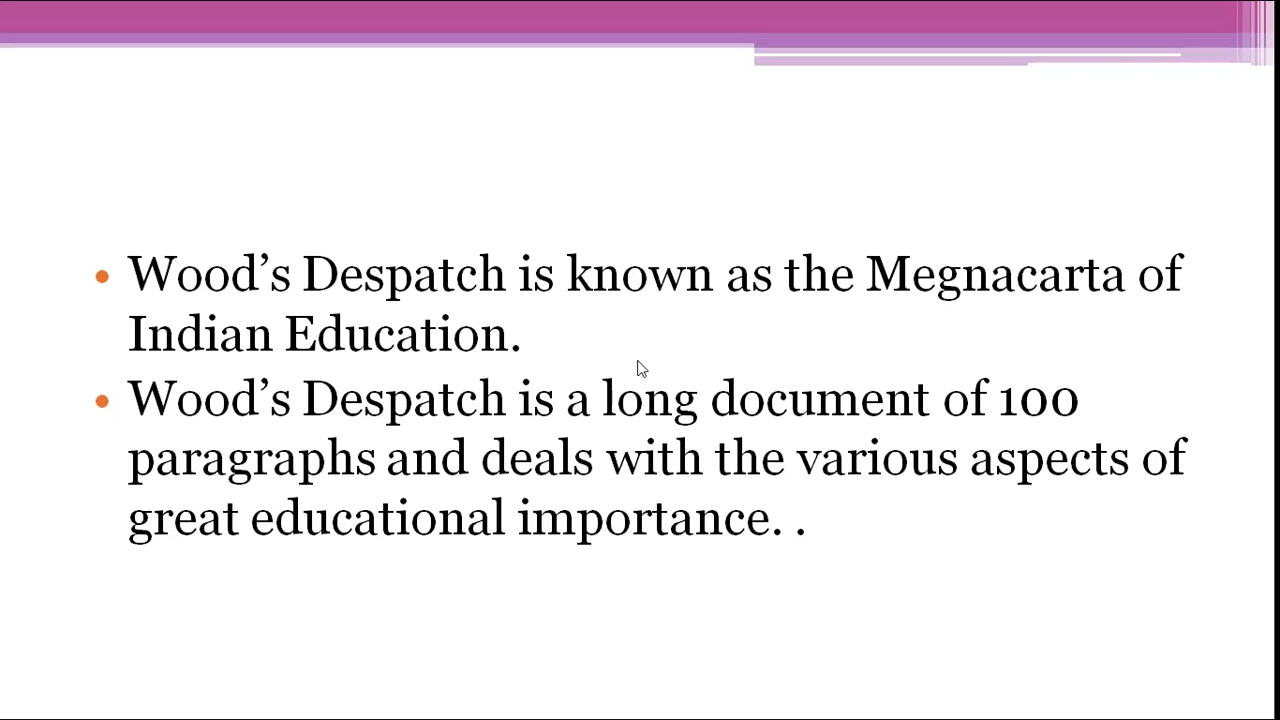 • Wood’s Despatch is known as the Megnacarta of
Indian Education.
• Wood’s Despatch is a long document of 100
paragraphs and deals with the various aspects of
great educational importance. .